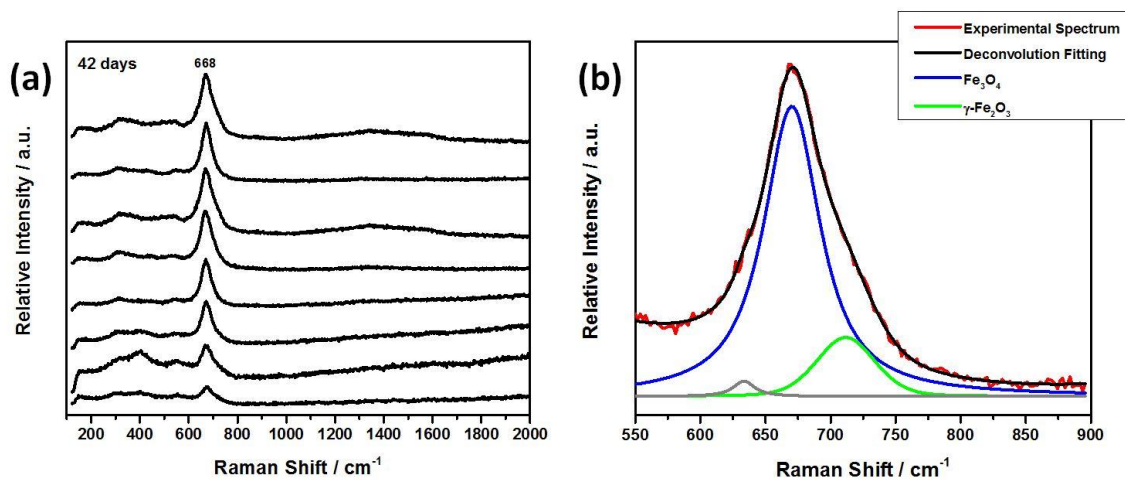 (a)
42 days
668
Relative Intensity / a.u.
200 400 600 800 1000 1200 1400 1600 1800 2000
Raman Shift / cm⁻¹
(b)
Experimental Spectrum
Deconvolution Fitting
Fe₃O₄
γ-Fe₂O₃
Relative Intensity / a.u.
550 600 650 700 750 800 850 900
Raman Shift / cm⁻¹